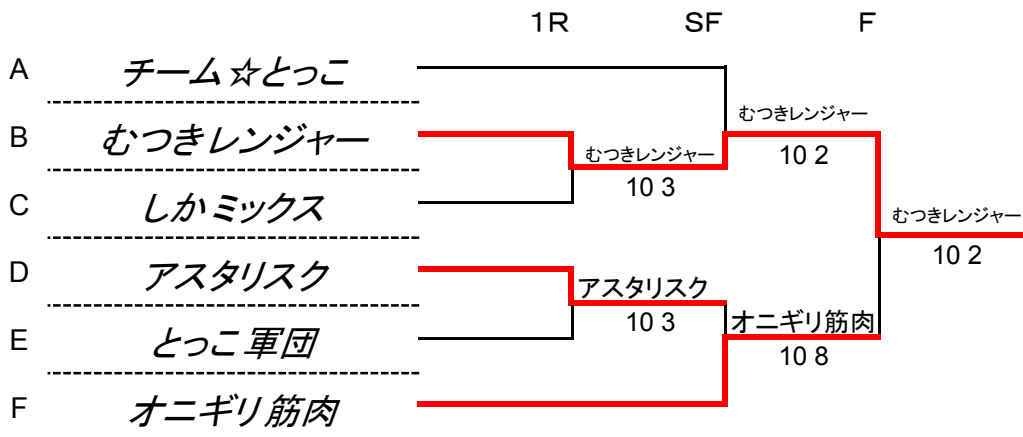 1R SF F
A チーム☆とっこ
むつきレンジャー
B むつきレンジャー
むつきレンジャー
10 2
10 3
C しかミックス
むつきレンジャー
10 2
D アスタリスク
アスタリスク
10 3
オニギリ筋肉
E とっこ軍団
10 8
F オニギリ筋肉